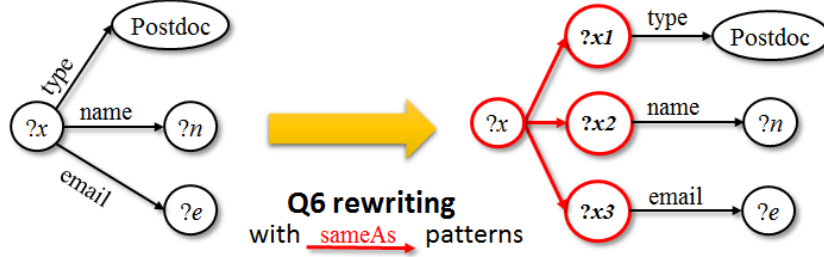 Postdoc
type
?x
name
?n
email
?e
Q6 rewriting
with sameAs patterns
?x1
type
Postdoc
?x
?x2
name
?n
?x3
email
?e